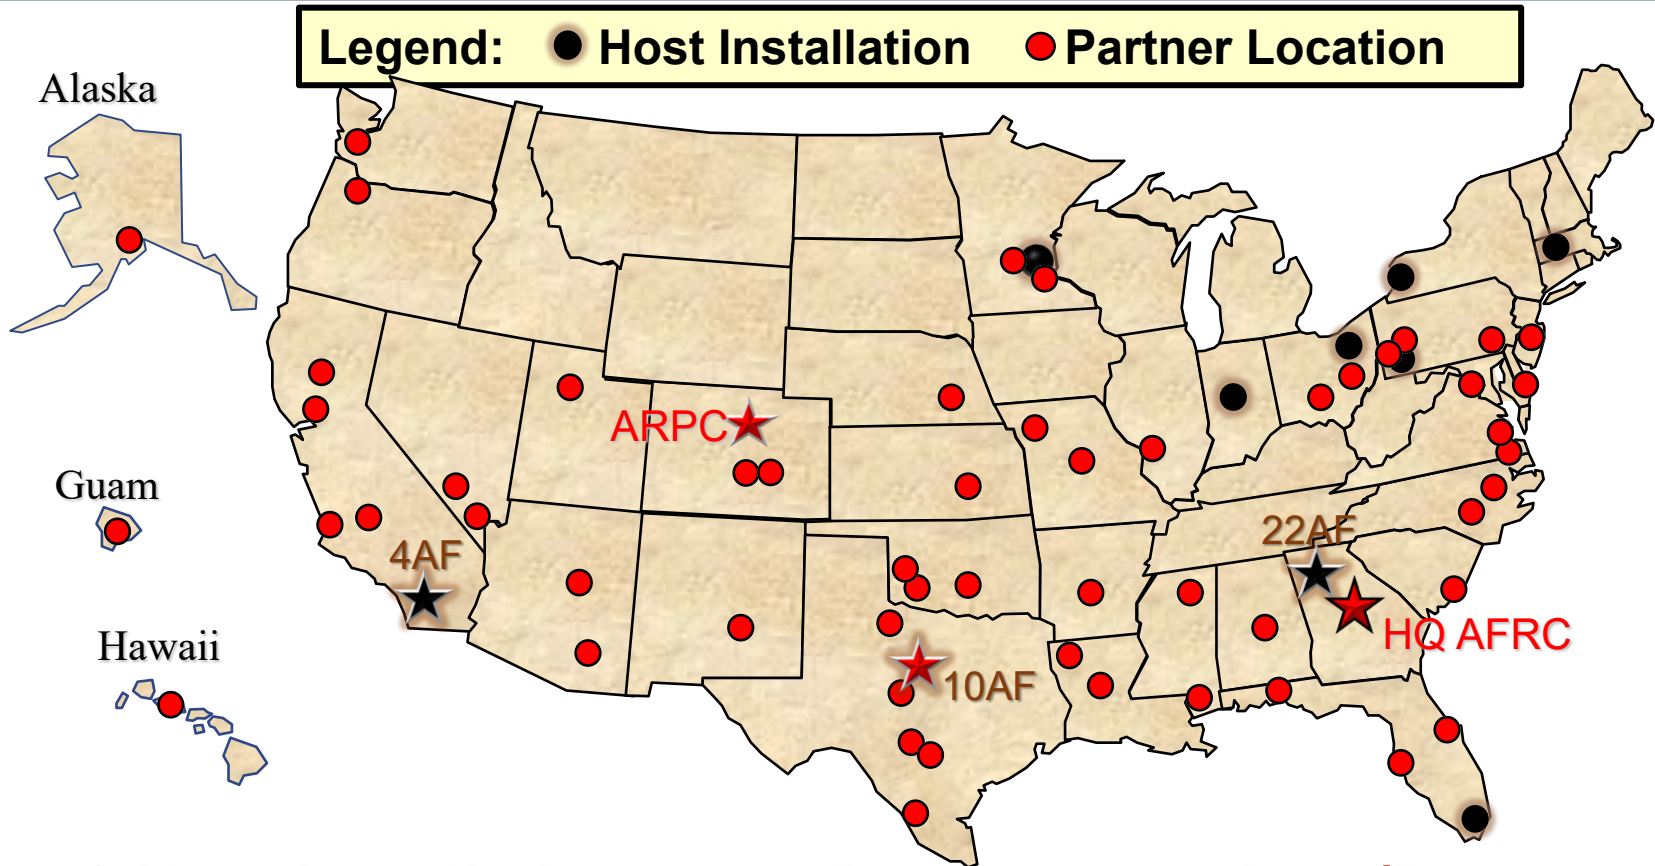 Legend: Host Installation Partner Location
Alaska
ARPC
Guam
22AF
4AF
HQ AFRC
Hawaii
10AF